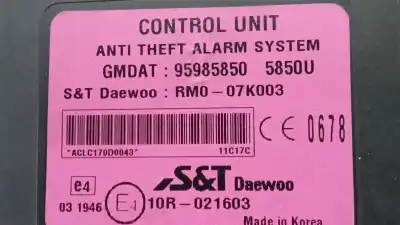 CONTROL UNIT
ANTI THEFT ALARM SYSTEM
GMDAT : 95985850 5850U
S&T Daewoo : RM0-07K003
CE 0678
*ACLC170D0043* 11C17C
e4 S&T Daewoo
03 1946 E4 10R-021603
Made in Korea